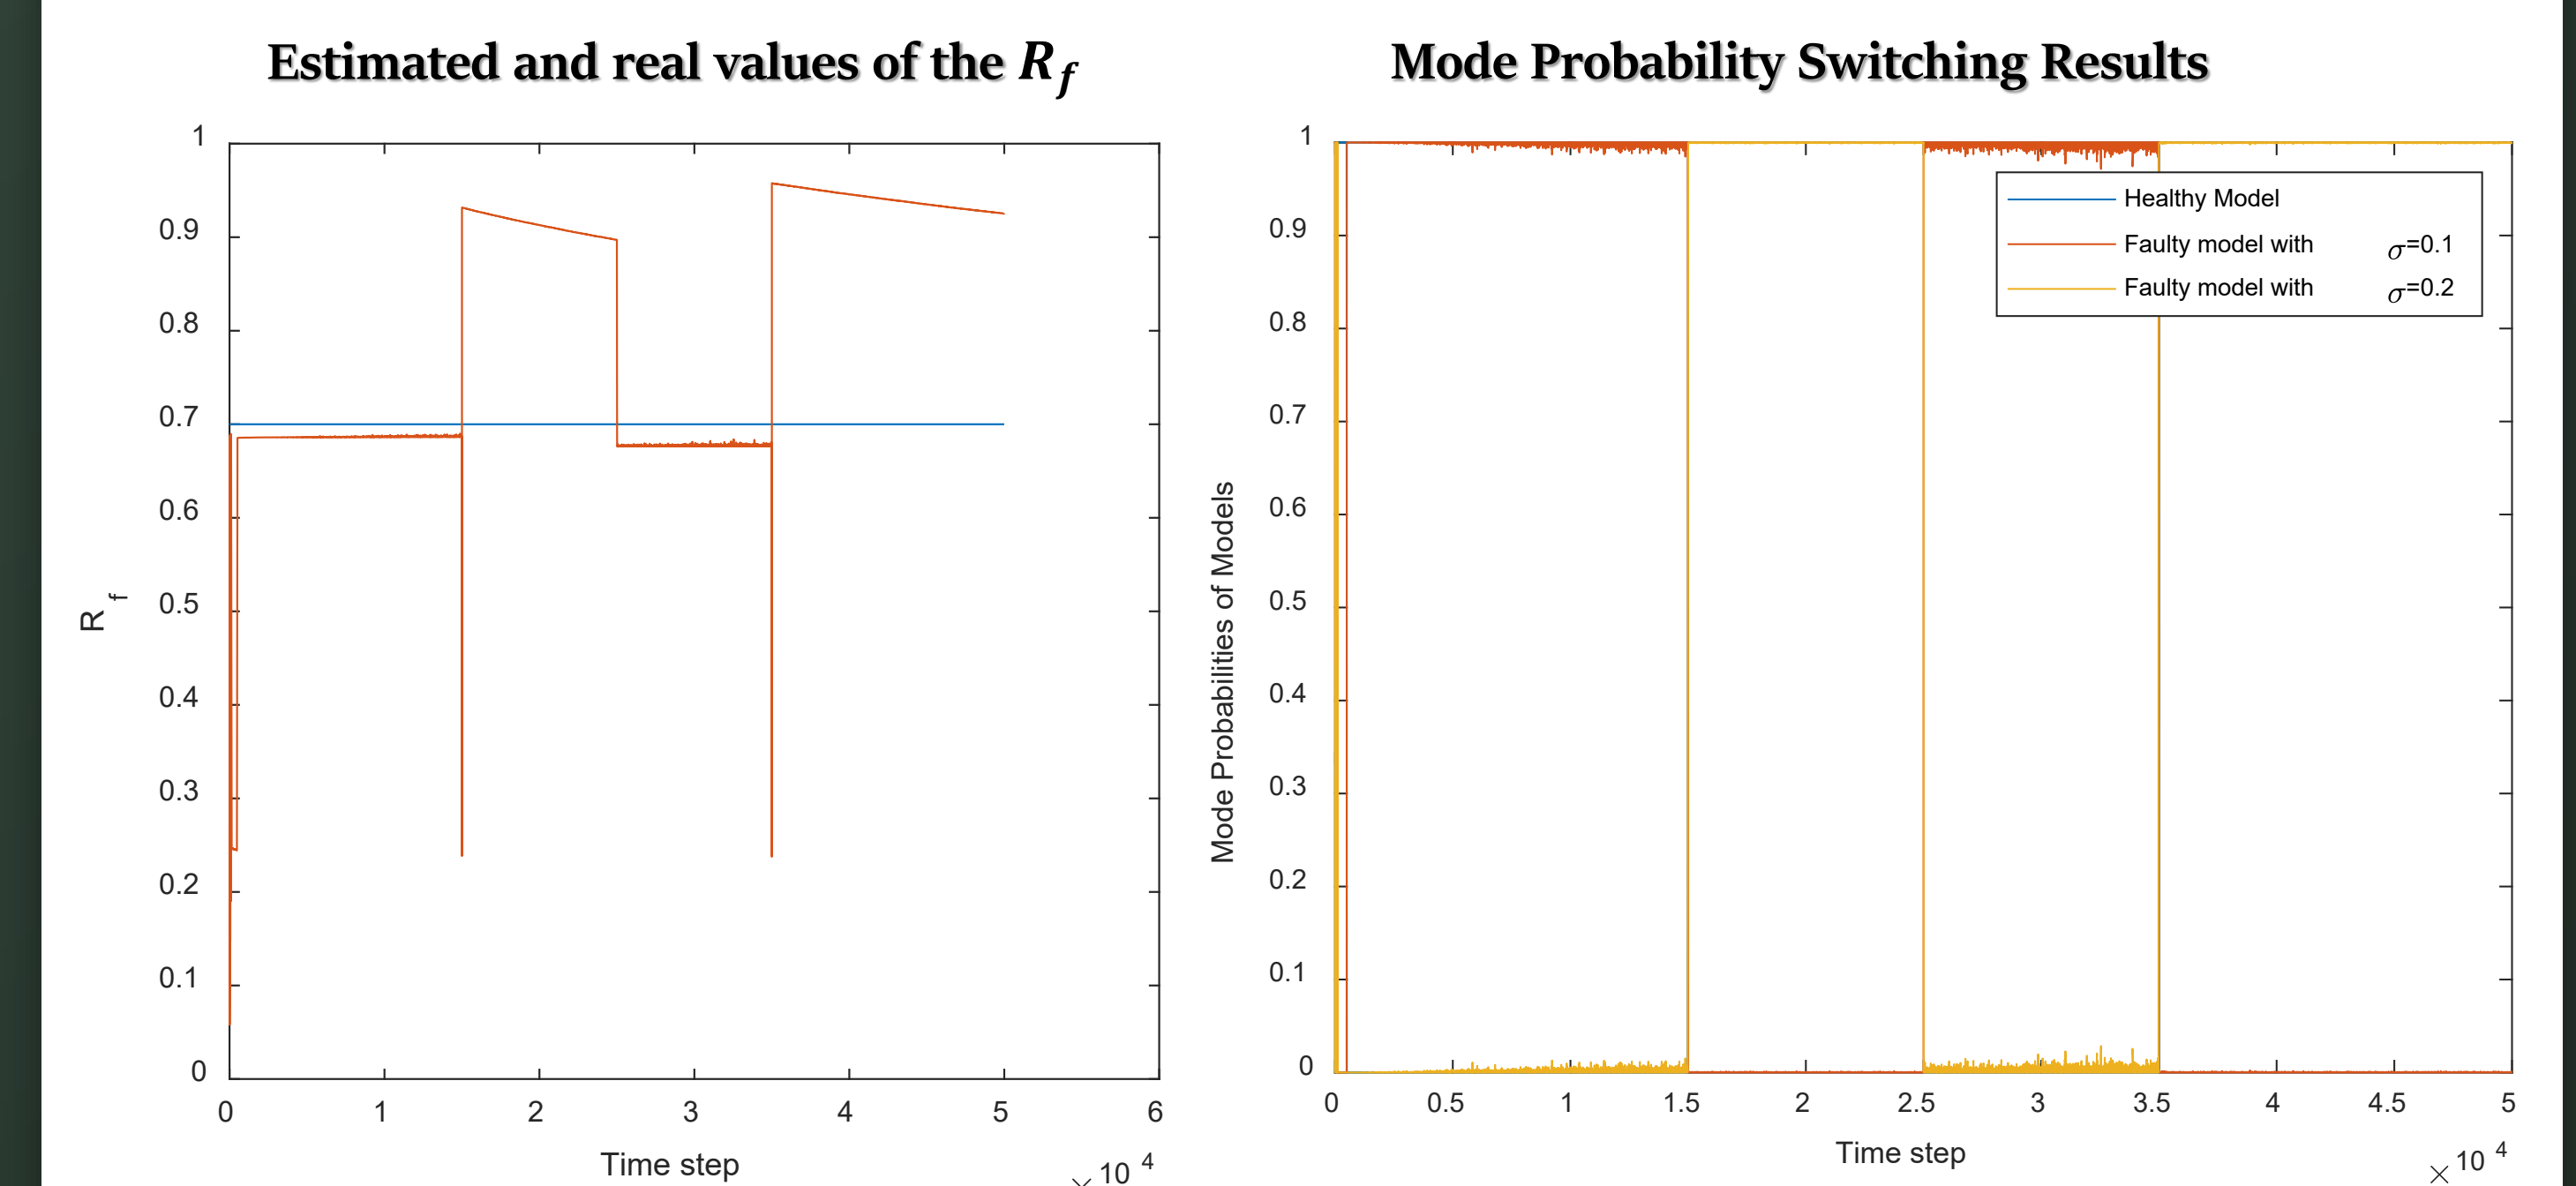 Estimated and real values of the R_f
1
0.9
0.8
0.7
0.6
0.5
0.4
0.3
0.2
0.1
0
R f
0 1 2 3 4 5 6
Time step
×10 4
Mode Probability Switching Results
1
0.9
0.8
0.7
0.6
0.5
0.4
0.3
0.2
0.1
0
Mode Probabilities of Models
Healthy Model
Faulty model with σ=0.1
Faulty model with σ=0.2
0 0.5 1 1.5 2 2.5 3 3.5 4 4.5 5
Time step
×10 4